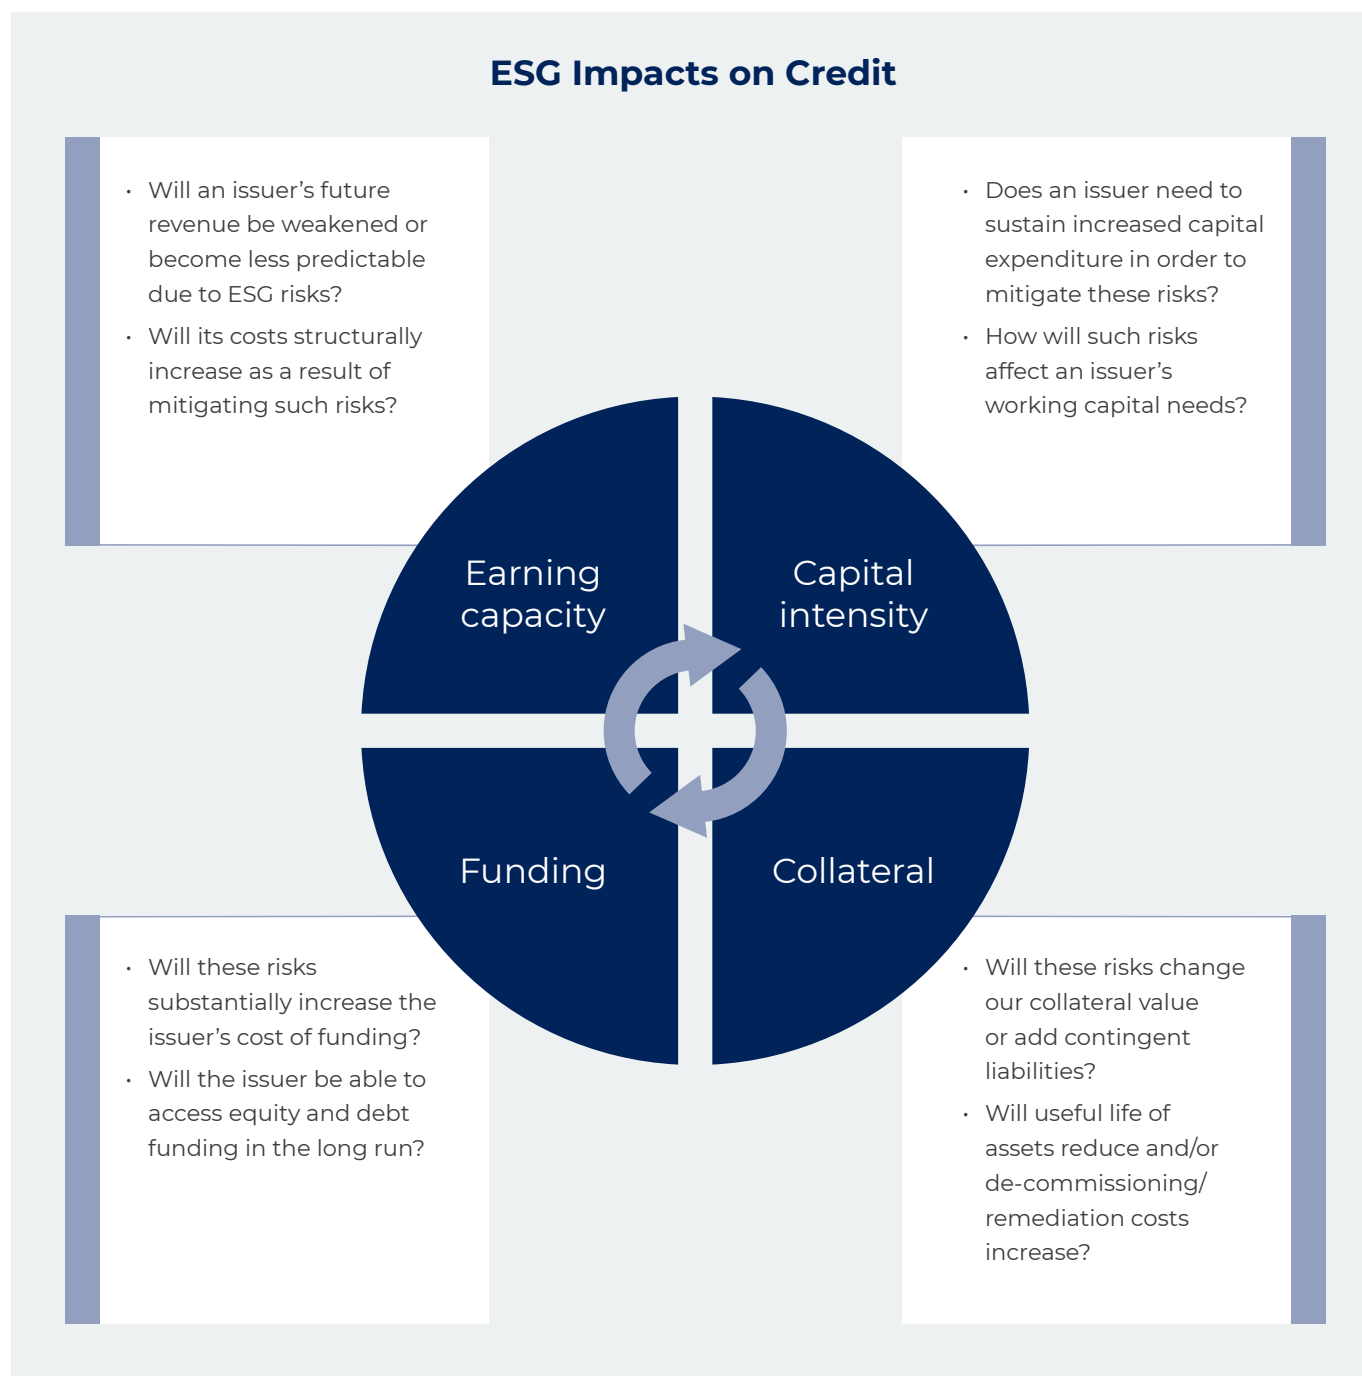 ESG Impacts on Credit
• Will an issuer’s future
revenue be weakened or
become less predictable
due to ESG risks?
• Will its costs structurally
increase as a result of
mitigating such risks?
• Does an issuer need to
sustain increased capital
expenditure in order to
mitigate these risks?
• How will such risks
affect an issuer’s
working capital needs?
Earning
capacity
Capital
intensity
Funding
Collateral
• Will these risks
substantially increase the
issuer’s cost of funding?
• Will the issuer be able to
access equity and debt
funding in the long run?
• Will these risks change
our collateral value
or add contingent
liabilities?
• Will useful life of
assets reduce and/or
de-commissioning/
remediation costs
increase?